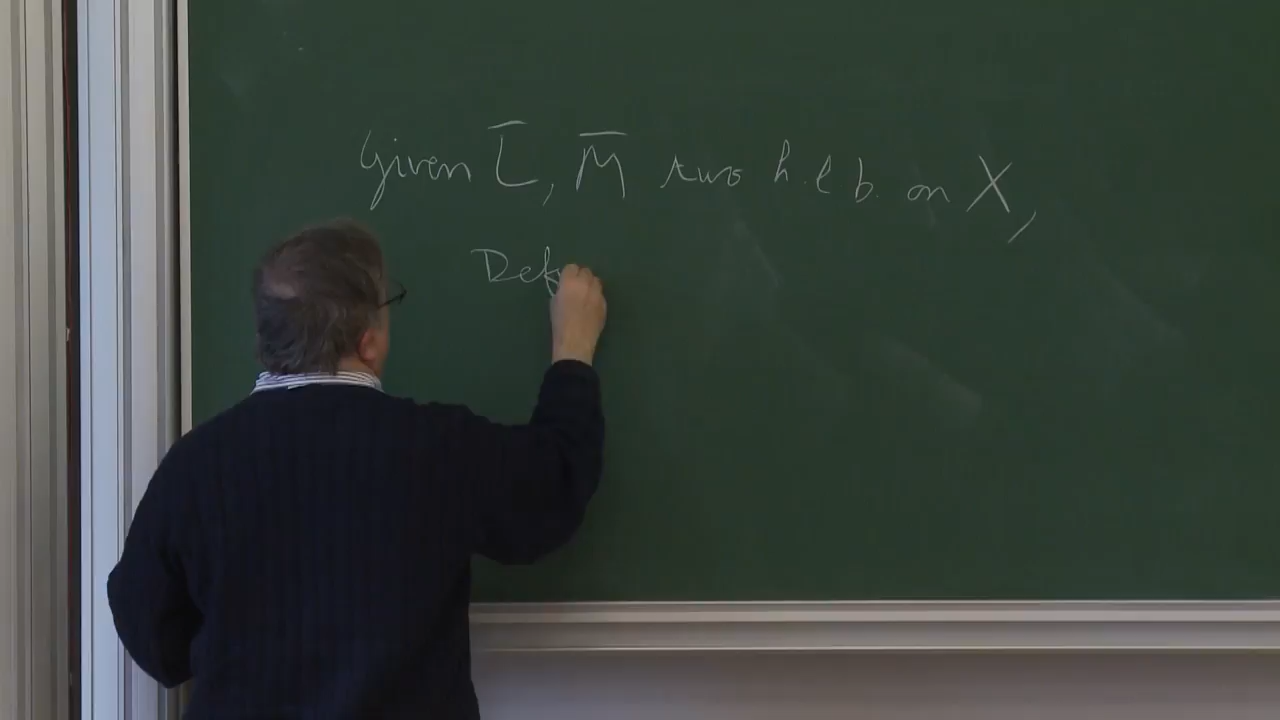 Given L̅, M̅ two h.l b. on X,
Def